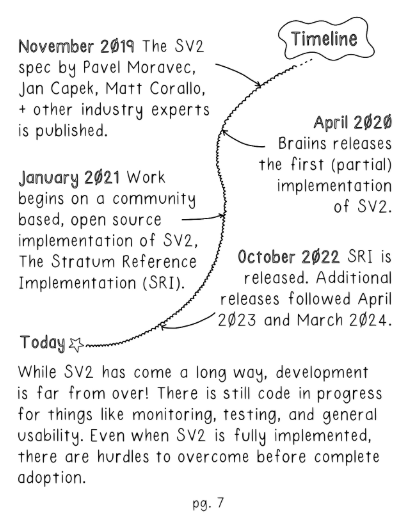 Timeline
November 2019 The SV2
spec by Pavel Moravec,
Jan Capek, Matt Corallo,
+ other industry experts
is published.
April 2020
Braiins releases
the first (partial)
implementation
of SV2.
January 2021 Work
begins on a community
based, open source
implementation of SV2,
The Stratum Reference
Implementation (SRI).
October 2022 SRI is
released. Additional
releases followed April
2023 and March 2024.
Today
While SV2 has come a long way, development
is far from over! There is still code in progress
for things like monitoring, testing, and general
usability. Even when SV2 is fully implemented,
there are hurdles to overcome before complete
adoption.
pg. 7